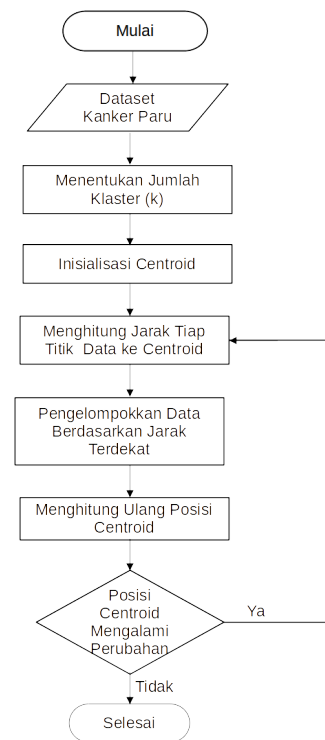 Mulai
Dataset
Kanker Paru
Menentukan Jumlah
Klaster (k)
Inisialisasi Centroid
Menghitung Jarak Tiap
Titik Data ke Centroid
Pengelompokkan Data
Berdasarkan Jarak
Terdekat
Menghitung Ulang Posisi
Centroid
Posisi
Centroid
Mengalami
Perubahan
Ya
Tidak
Selesai